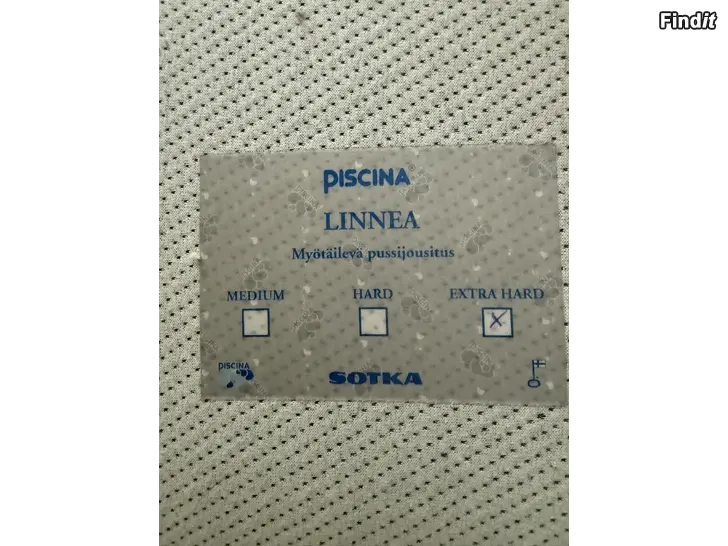 Findit
PISCINA
LINNEA
Myötäilevä pussijousitus
MEDIUM HARD EXTRA HARD
PISCINA
SOTKA